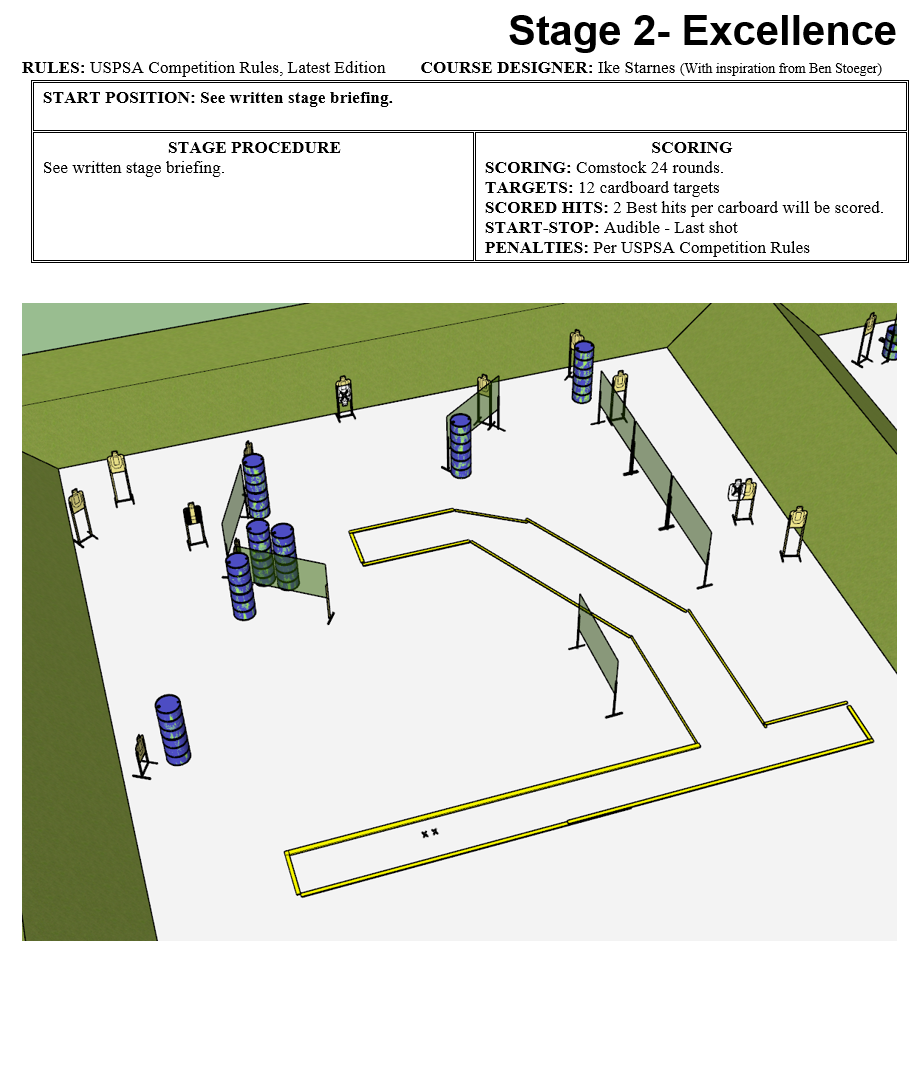 Stage 2- Excellence
RULES: USPSA Competition Rules, Latest Edition COURSE DESIGNER: Ike Starnes (With inspiration from Ben Stoeger)
START POSITION: See written stage briefing.
STAGE PROCEDURE
See written stage briefing.
SCORING
SCORING: Comstock 24 rounds.
TARGETS: 12 cardboard targets
SCORED HITS: 2 Best hits per carboard will be scored.
START-STOP: Audible - Last shot
PENALTIES: Per USPSA Competition Rules
x x